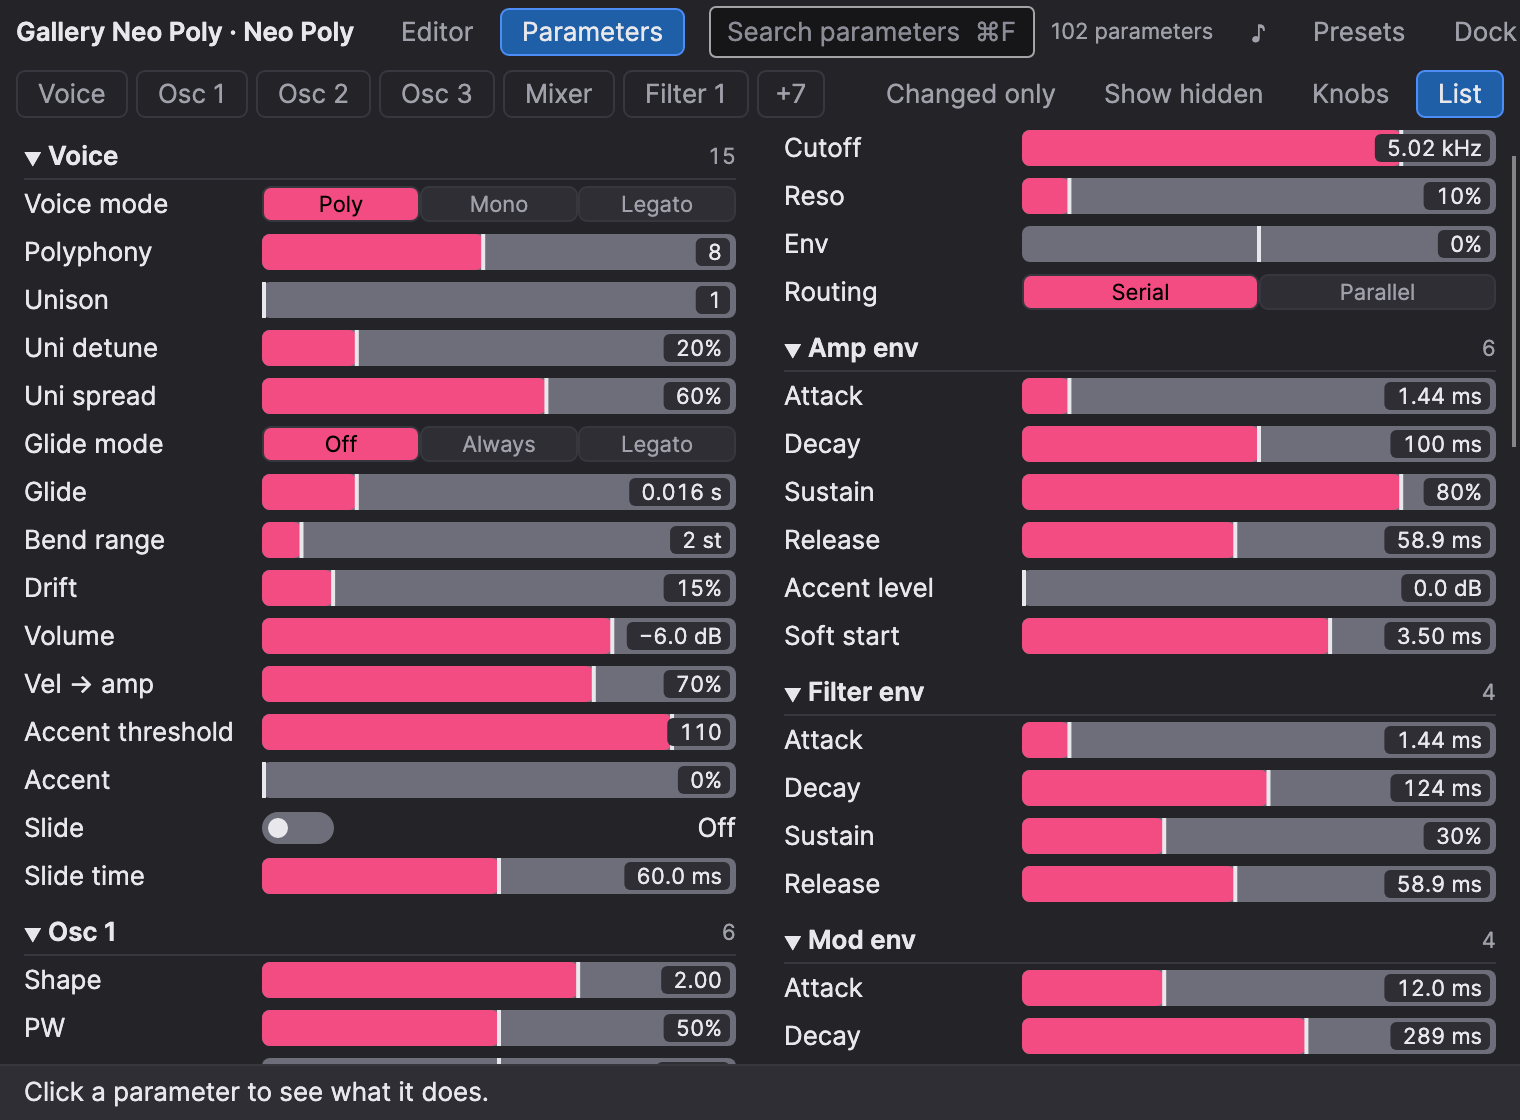 Gallery Neo Poly · Neo Poly Editor Parameters Search parameters ⌘F 102 parameters ♪ Presets Dock
Voice Osc 1 Osc 2 Osc 3 Mixer Filter 1 +7 Changed only Show hidden Knobs List
▼ Voice 15
Voice mode Poly Mono Legato
Polyphony 8
Unison 1
Uni detune 20%
Uni spread 60%
Glide mode Off Always Legato
Glide 0.016 s
Bend range 2 st
Drift 15%
Volume −6.0 dB
Vel → amp 70%
Accent threshold 110
Accent 0%
Slide Off
Slide time 60.0 ms
▼ Osc 1 6
Shape 2.00
PW 50%
Cutoff 5.02 kHz
Reso 10%
Env 0%
Routing Serial Parallel
▼ Amp env 6
Attack 1.44 ms
Decay 100 ms
Sustain 80%
Release 58.9 ms
Accent level 0.0 dB
Soft start 3.50 ms
▼ Filter env 4
Attack 1.44 ms
Decay 124 ms
Sustain 30%
Release 58.9 ms
▼ Mod env 4
Attack 12.0 ms
Decay 289 ms
Click a parameter to see what it does.